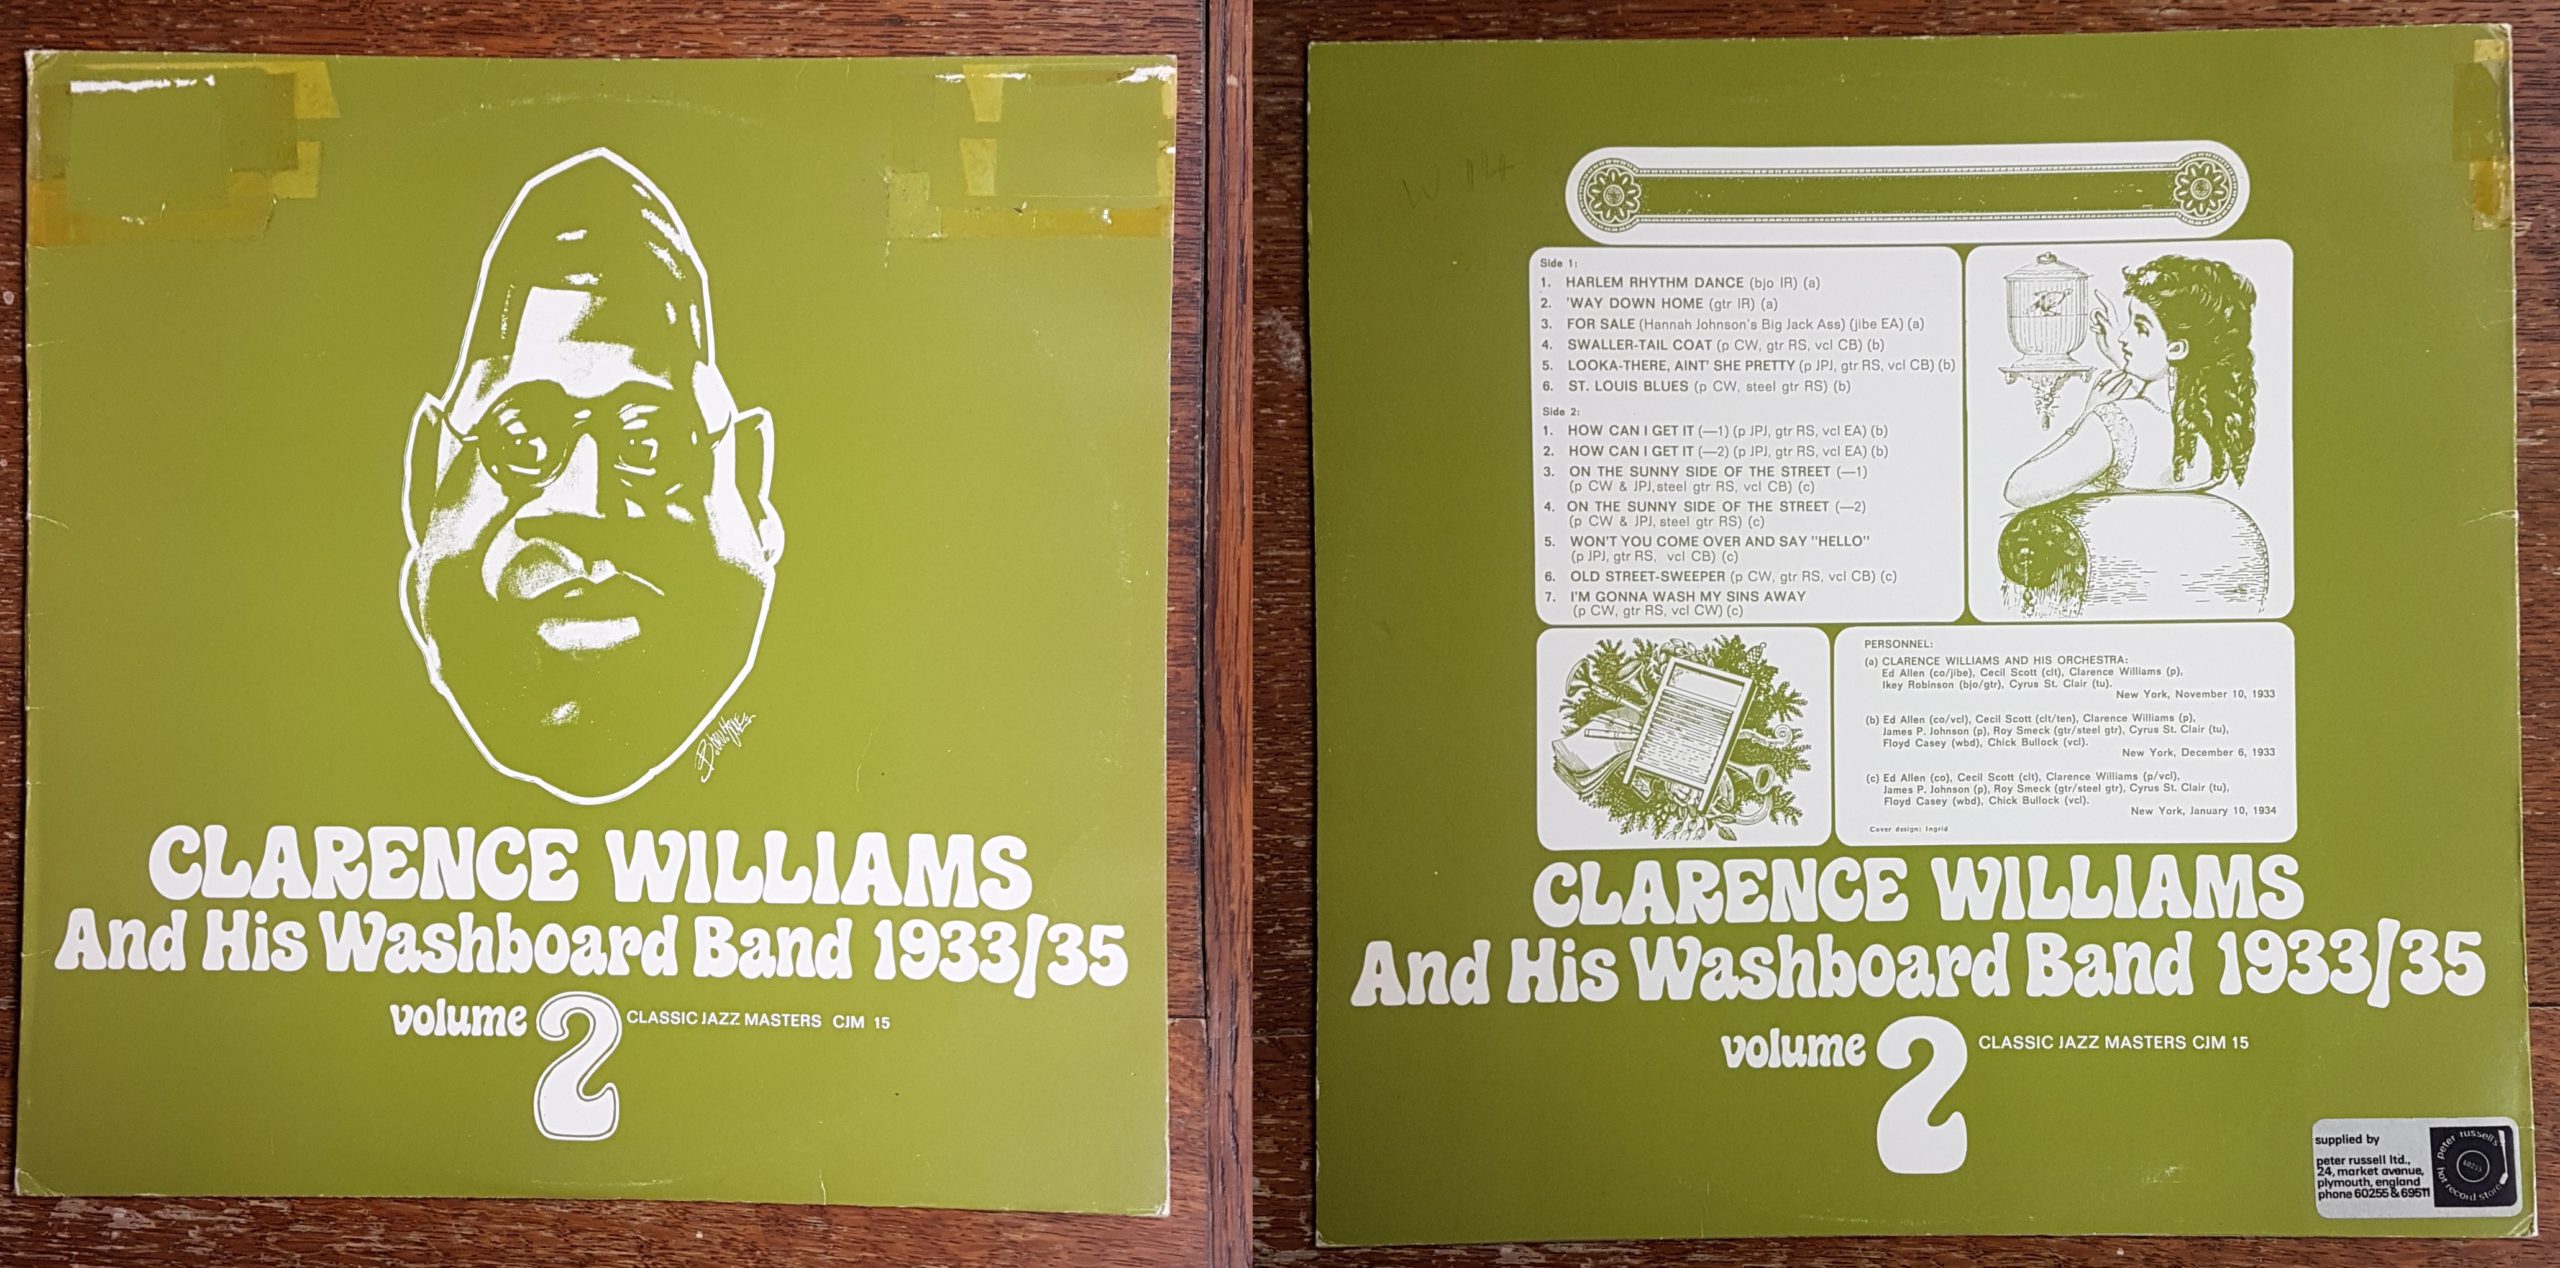 CLARENCE WILLIAMS
And His Washboard Band 1933/35
volume 2 CLASSIC JAZZ MASTERS CJM 15
W 114
Side 1:
1. HARLEM RHYTHM DANCE (bjo IR) (a)
2. 'WAY DOWN HOME (gtr IR) (a)
3. FOR SALE (Hannah Johnson's Big Jack Ass) (jibe EA) (a)
4. SWALLER-TAIL COAT (p CW, gtr RS, vcl CB) (b)
5. LOOKA-THERE, AINT' SHE PRETTY (p JPJ, gtr RS, vcl CB) (b)
6. ST. LOUIS BLUES (p CW, steel gtr RS) (b)
Side 2:
1. HOW CAN I GET IT (—1) (p JPJ, gtr RS, vcl EA) (b)
2. HOW CAN I GET IT (—2) (p JPJ, gtr RS, vcl EA) (b)
3. ON THE SUNNY SIDE OF THE STREET (—1)
(p CW & JPJ, steel gtr RS, vcl CB) (c)
4. ON THE SUNNY SIDE OF THE STREET (—2)
(p CW & JPJ, steel gtr RS) (c)
5. WON'T YOU COME OVER AND SAY "HELLO"
(p JPJ, gtr RS, vcl CB) (c)
6. OLD STREET-SWEEPER (p CW, gtr RS, vcl CB) (c)
7. I'M GONNA WASH MY SINS AWAY
(p CW, gtr RS, vcl CW) (c)
PERSONNEL:
(a) CLARENCE WILLIAMS AND HIS ORCHESTRA:
Ed Allen (co/jibe), Cecil Scott (clt), Clarence Williams (p),
Ikey Robinson (bjo/gtr), Cyrus St. Clair (tu).
New York, November 10, 1933
(b) Ed Allen (co/vcl), Cecil Scott (clt/ten), Clarence Williams (p),
James P. Johnson (p), Roy Smeck (gtr/steel gtr), Cyrus St. Clair (tu),
Floyd Casey (wbd), Chick Bullock (vcl).
New York, December 6, 1933
(c) Ed Allen (co), Cecil Scott (clt), Clarence Williams (p/vcl),
James P. Johnson (p), Roy Smeck (gtr/steel gtr), Cyrus St. Clair (tu),
Floyd Casey (wbd), Chick Bullock (vcl).
New York, January 10, 1934
Cover design: Ingrid
CLARENCE WILLIAMS
And His Washboard Band 1933/35
volume 2 CLASSIC JAZZ MASTERS CJM 15
supplied by
peter russell ltd.,
24, market avenue,
plymouth, england
phone 60255 & 69511
peter russell's
60255
hot record store